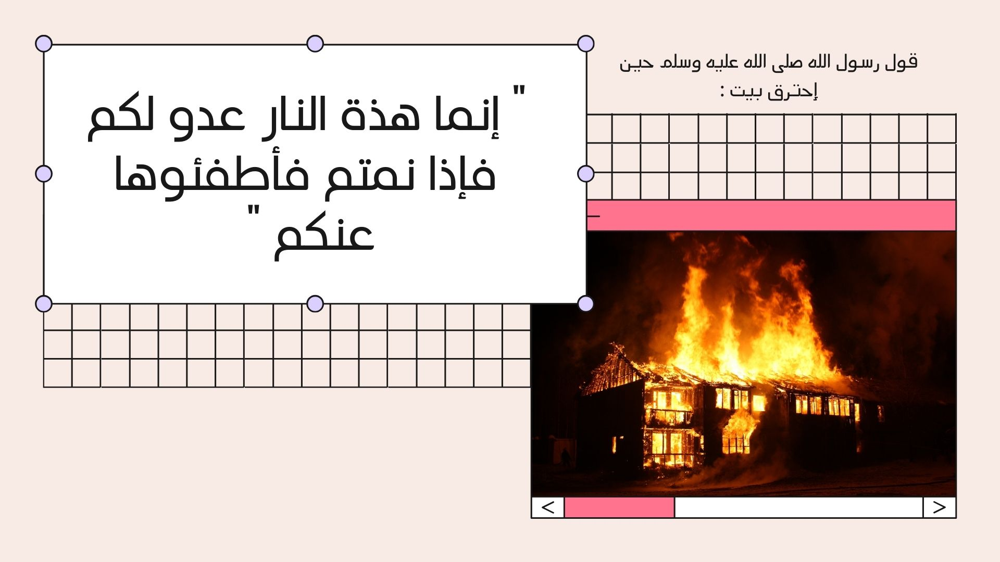 قول رسول الله صلى الله عليه وسلم حين
إحترق بيت :
" إنما هذة النار عدو لكم
فإذا نمتم فأطفئوها
عنكم "